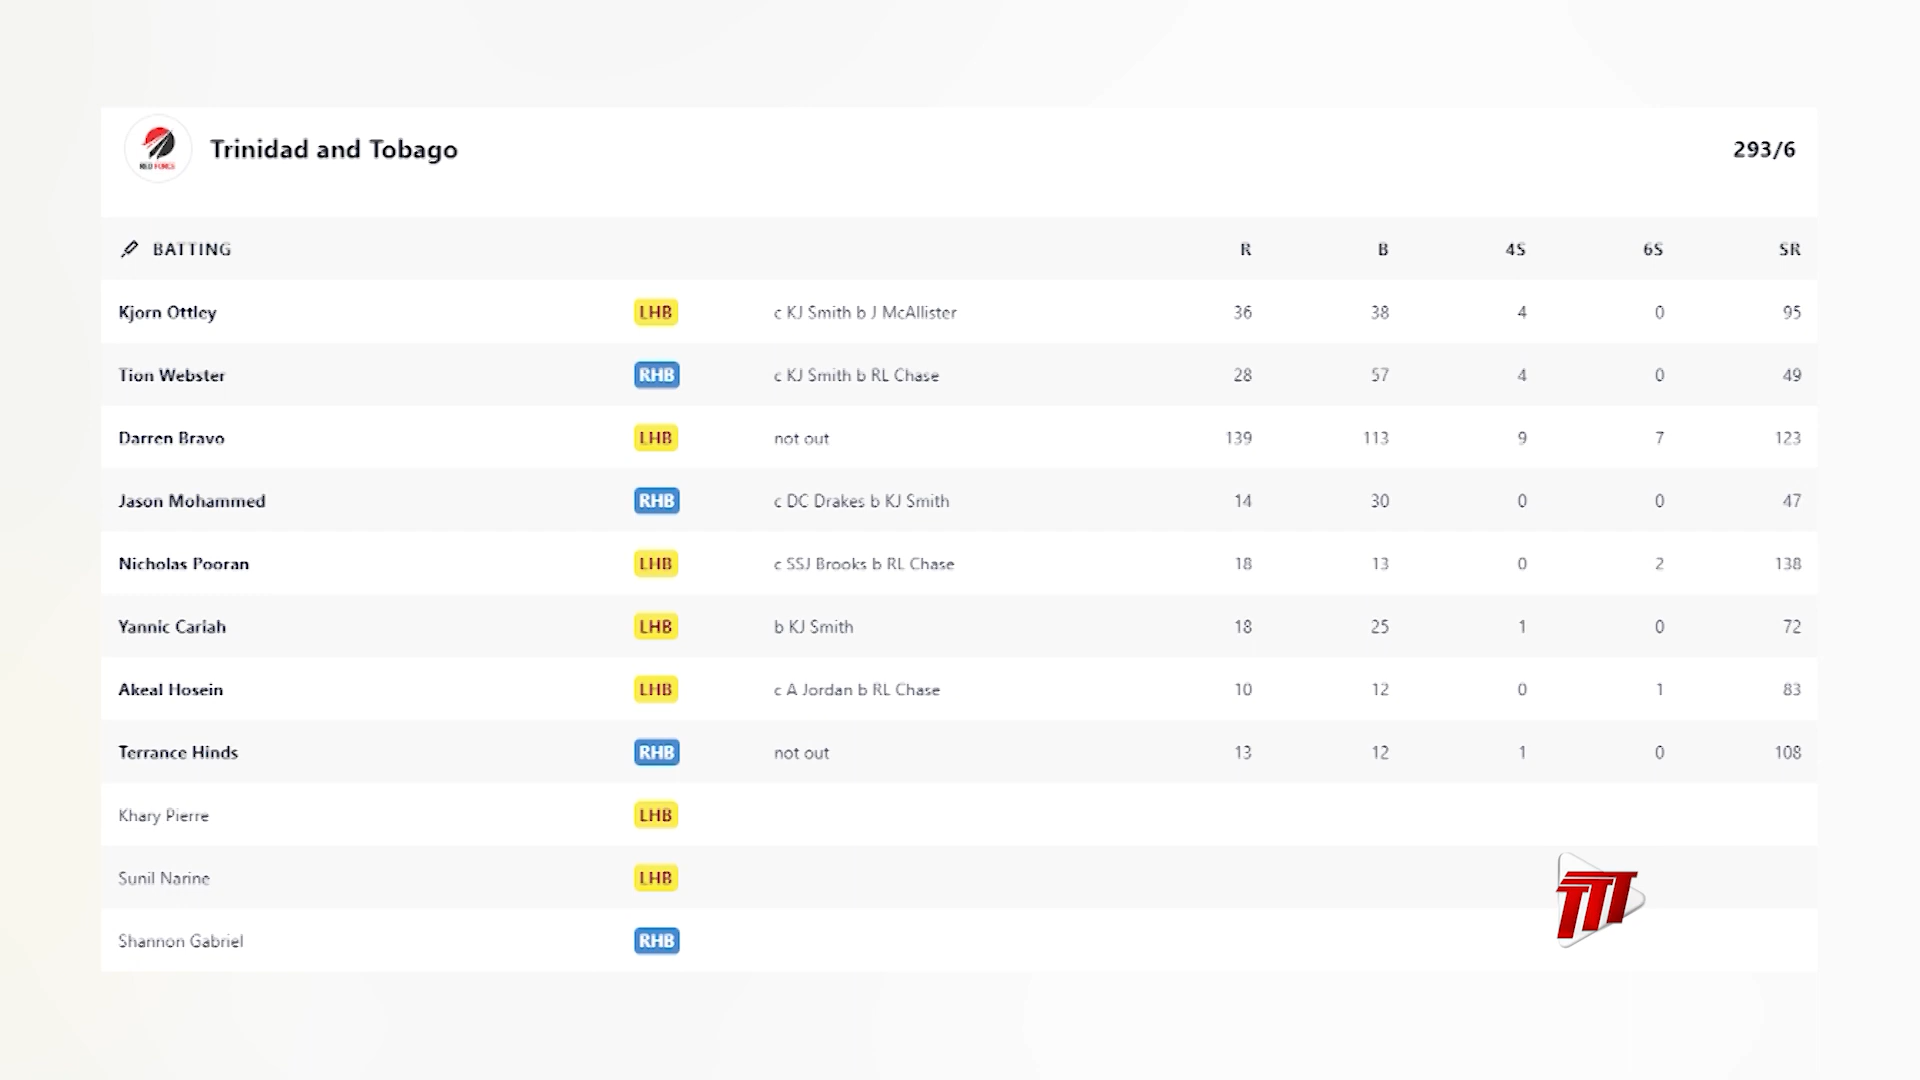 RED FORCE
Trinidad and Tobago 293/6
BATTING R B 4S 6S SR
Kjorn Ottley LHB c KJ Smith b J McAllister 36 38 4 0 95
Tion Webster RHB c KJ Smith b RL Chase 28 57 4 0 49
Darren Bravo LHB not out 139 113 9 7 123
Jason Mohammed RHB c DC Drakes b KJ Smith 14 30 0 0 47
Nicholas Pooran LHB c SSJ Brooks b RL Chase 18 13 0 2 138
Yannic Cariah LHB b KJ Smith 18 25 1 0 72
Akeal Hosein LHB c A Jordan b RL Chase 10 12 0 1 83
Terrance Hinds RHB not out 13 12 1 0 108
Khary Pierre LHB
Sunil Narine LHB
Shannon Gabriel RHB
TTT